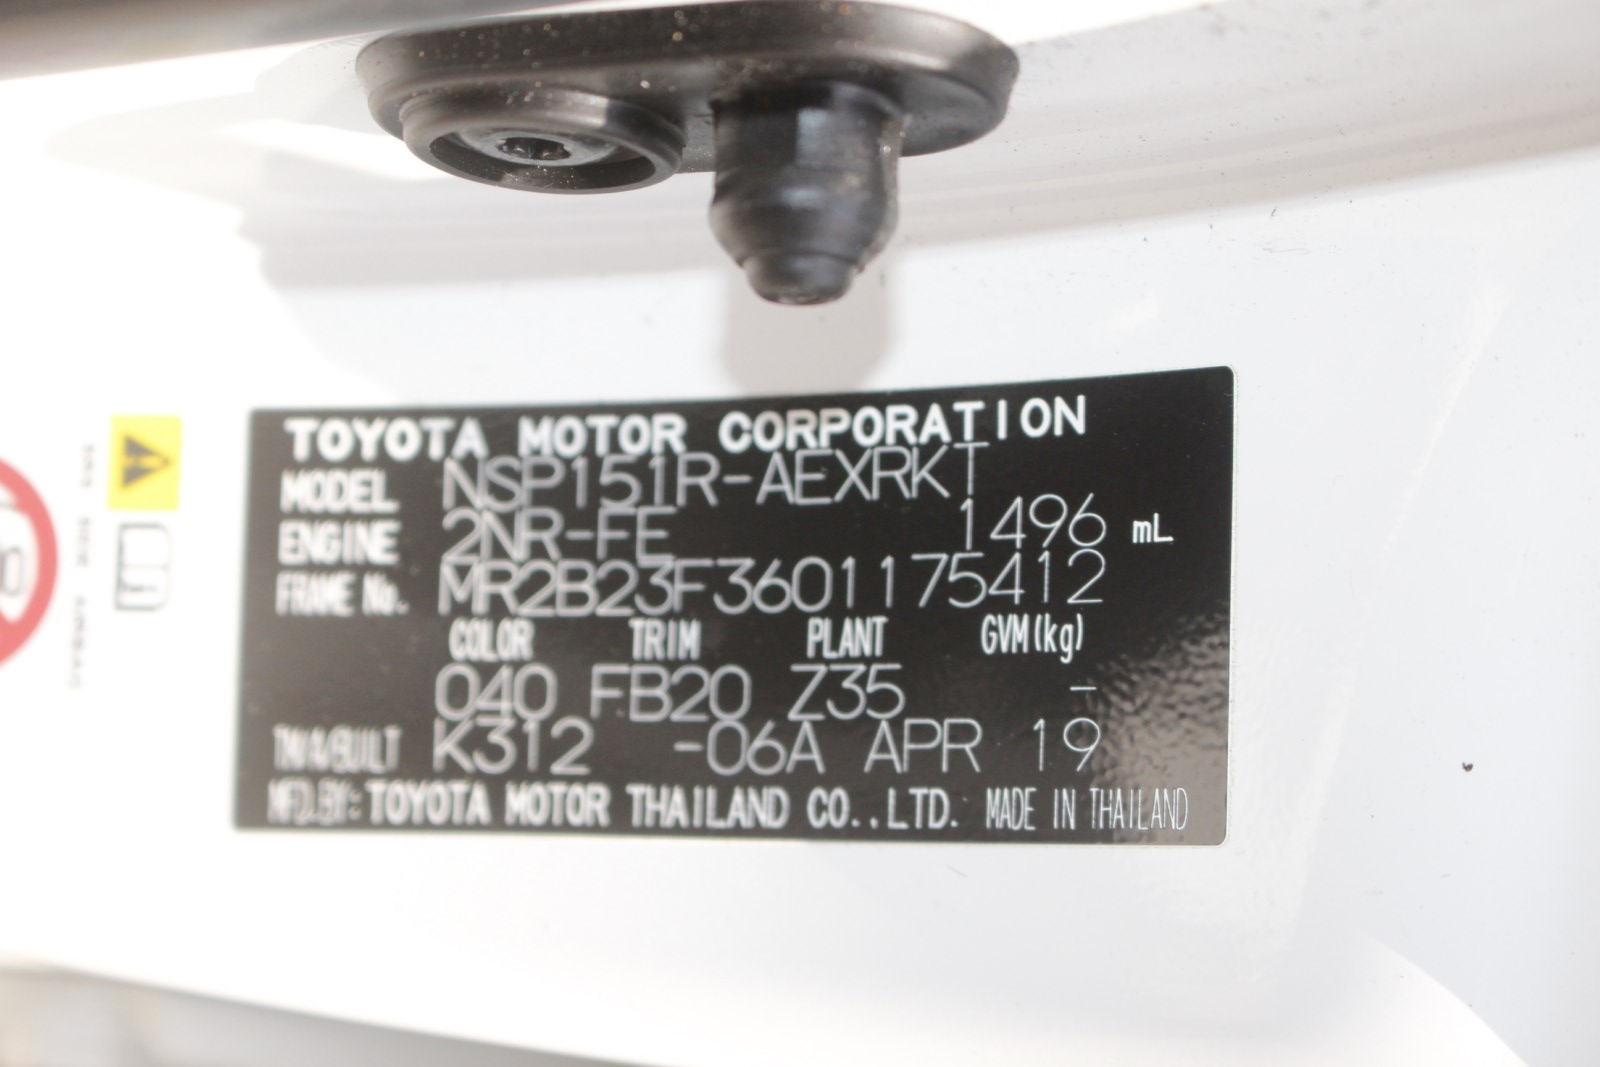 TOYOTA MOTOR CORPORATION
MODEL NSP151R-AEXRKT
ENGINE 2NR-FE 1496 mL
FRAME No. MR2B23F3601175412
COLOR TRIM PLANT GVM(kg)
040 FB20 Z35 -
T/M/A/BUILT K312 -06A APR 19
MFD.BY: TOYOTA MOTOR THAILAND CO.,LTD. MADE IN THAILAND
AIRBAG